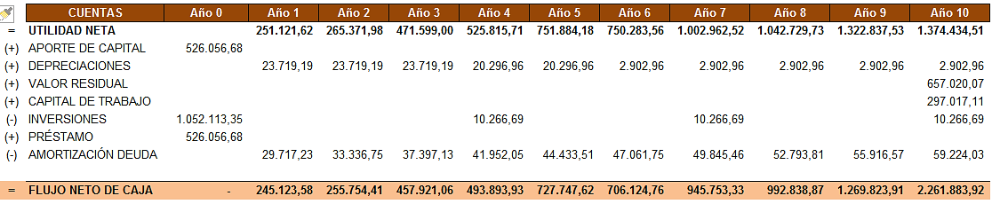 CUENTAS Año 0 Año 1 Año 2 Año 3 Año 4 Año 5 Año 6 Año 7 Año 8 Año 9 Año 10
= UTILIDAD NETA 251.121,62 265.371,98 471.599,00 525.815,71 751.884,18 750.283,56 1.002.962,52 1.042.729,73 1.322.837,53 1.374.434,51
(+) APORTE DE CAPITAL 526.056,68
(+) DEPRECIACIONES 23.719,19 23.719,19 23.719,19 20.296,96 20.296,96 2.902,96 2.902,96 2.902,96 2.902,96 2.902,96
(+) VALOR RESIDUAL 657.020,07
(+) CAPITAL DE TRABAJO 297.017,11
(-) INVERSIONES 1.052.113,35 10.266,69 10.266,69 10.266,69
(+) PRÉSTAMO 526.056,68
(-) AMORTIZACIÓN DEUDA 29.717,23 33.336,75 37.397,13 41.952,05 44.433,51 47.061,75 49.845,46 52.793,81 55.916,57 59.224,03
= FLUJO NETO DE CAJA - 245.123,58 255.754,41 457.921,06 493.893,93 727.747,62 706.124,76 945.753,33 992.838,87 1.269.823,91 2.261.883,92